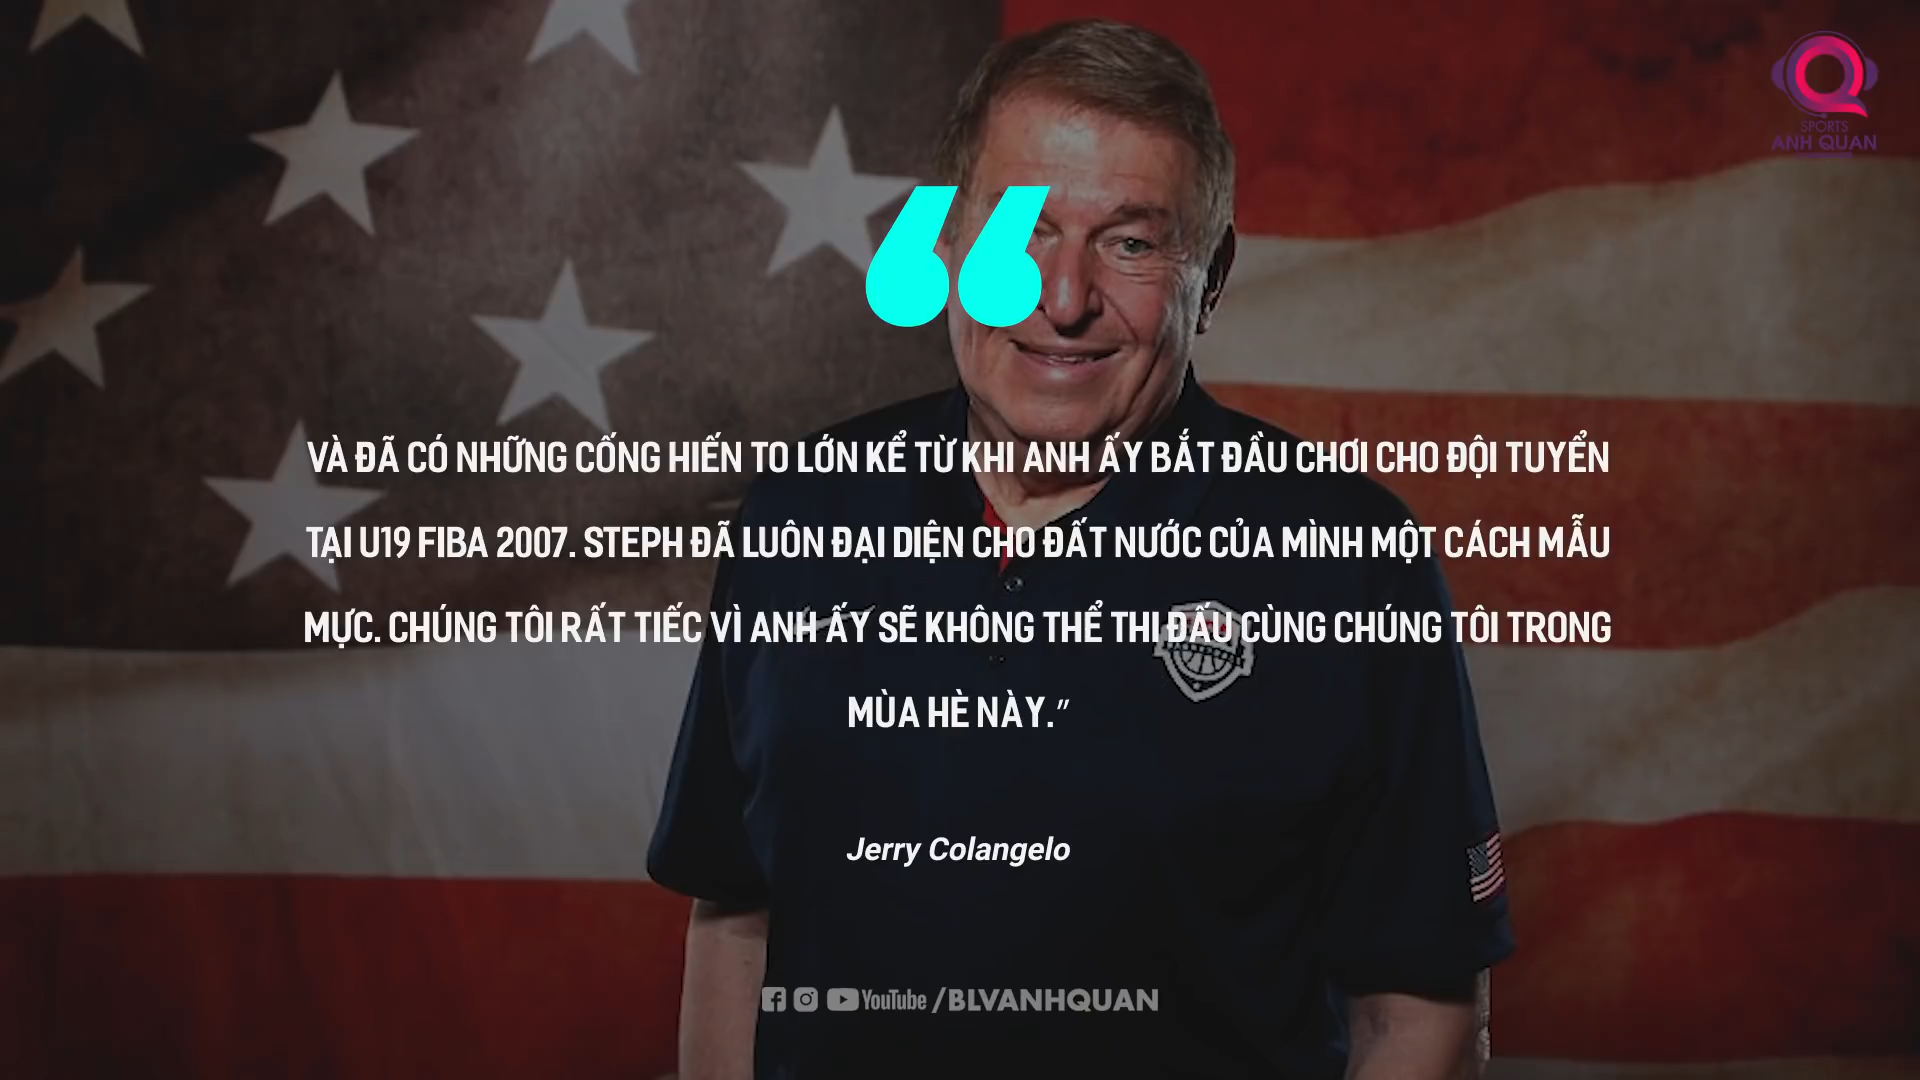 SPORTS
ANH QUAN
VÀ ĐÃ CÓ NHỮNG CỐNG HIẾN TO LỚN KỂ TỪ KHI ANH ẤY BẮT ĐẦU CHƠI CHO ĐỘI TUYỂN
TẠI U19 FIBA 2007. STEPH ĐÃ LUÔN ĐẠI DIỆN CHO ĐẤT NƯỚC CỦA MÌNH MỘT CÁCH MẪU
MỰC. CHÚNG TÔI RẤT TIẾC VÌ ANH ẤY SẼ KHÔNG THỂ THI ĐẤU CÙNG CHÚNG TÔI TRONG
MÙA HÈ NÀY."
Jerry Colangelo
YouTube /BLVANHQUAN